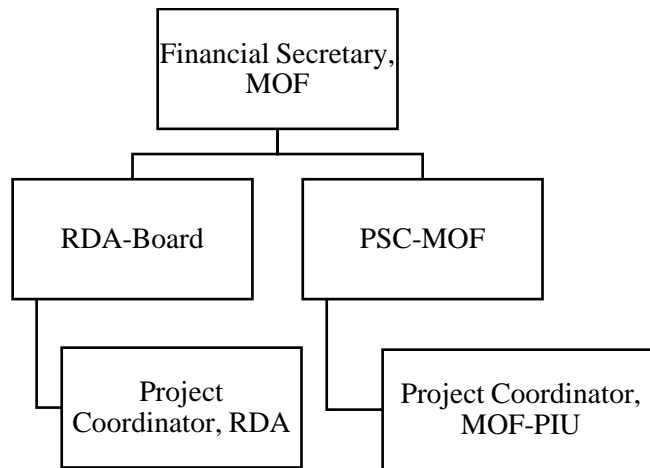 Financial Secretary,
MOF
RDA-Board
PSC-MOF
Project
Coordinator, RDA
Project Coordinator,
MOF-PIU